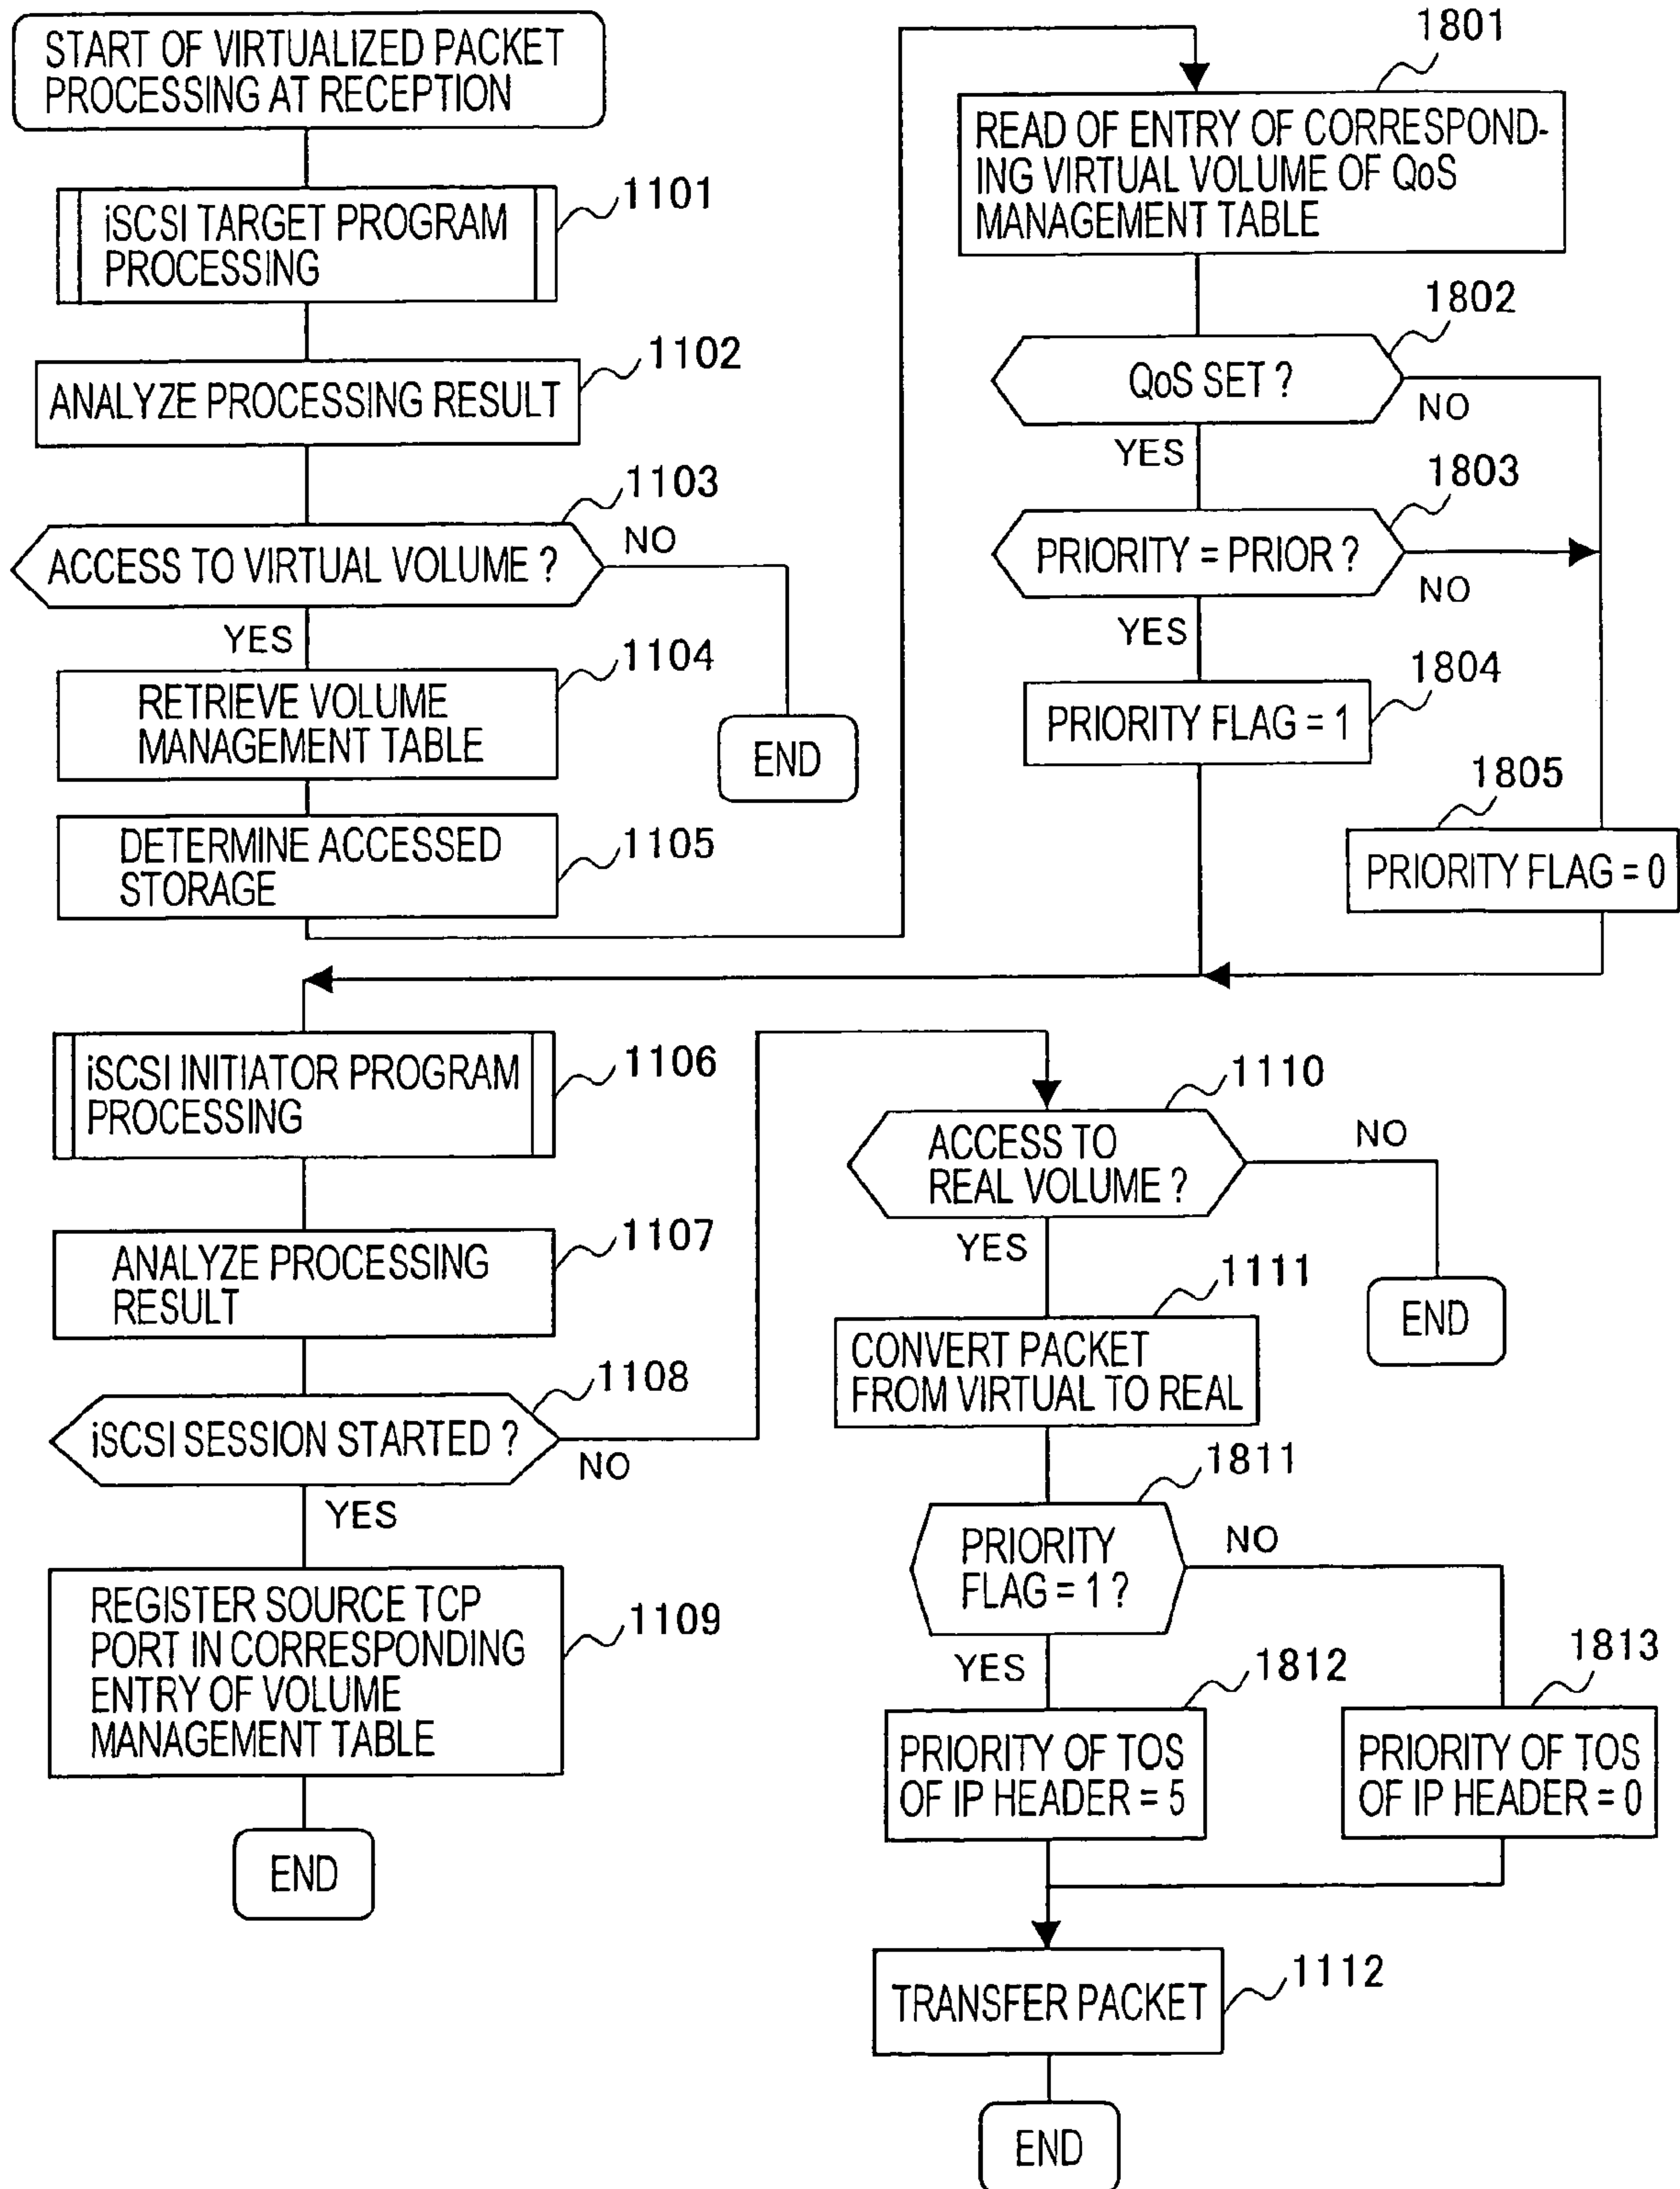 START OF VIRTUALIZED PACKET
PROCESSING AT RECEPTION
iSCSI TARGET PROGRAM
PROCESSING
1101
ANALYZE PROCESSING RESULT
1102
ACCESS TO VIRTUAL VOLUME ?
1103
NO
YES
END
RETRIEVE VOLUME
MANAGEMENT TABLE
1104
DETERMINE ACCESSED
STORAGE
1105
1801
READ OF ENTRY OF CORRESPOND-
ING VIRTUAL VOLUME OF QoS
MANAGEMENT TABLE
1802
QoS SET ?
NO
YES
1803
PRIORITY = PRIOR ?
NO
YES
1804
PRIORITY FLAG = 1
1805
PRIORITY FLAG = 0
iSCSI INITIATOR PROGRAM
PROCESSING
1106
ANALYZE PROCESSING
RESULT
1107
iSCSI SESSION STARTED ?
1108
NO
YES
REGISTER SOURCE TCP
PORT IN CORRESPONDING
ENTRY OF VOLUME
MANAGEMENT TABLE
1109
END
1110
ACCESS TO
REAL VOLUME ?
NO
YES
END
1111
CONVERT PACKET
FROM VIRTUAL TO REAL
1811
PRIORITY
FLAG = 1 ?
NO
YES
1812
PRIORITY OF TOS
OF IP HEADER = 5
1813
PRIORITY OF TOS
OF IP HEADER = 0
TRANSFER PACKET
1112
END